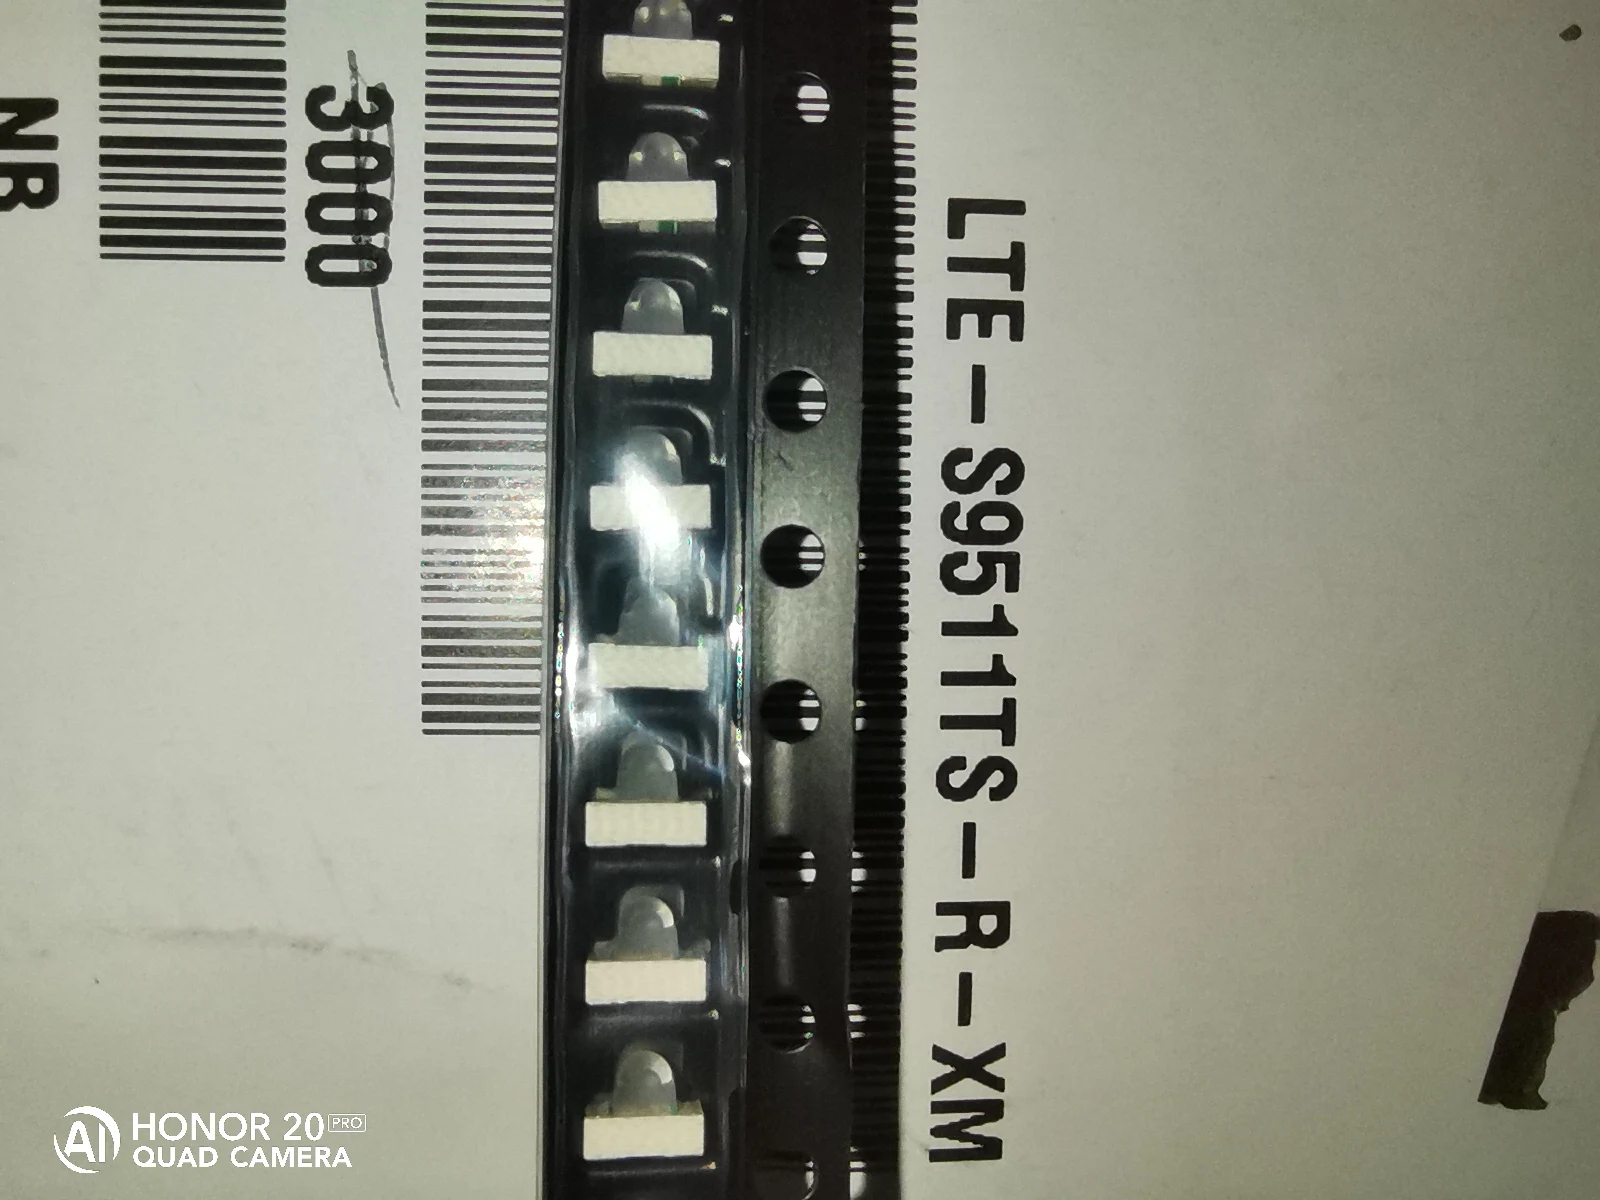 LTE-S9511TS-R-XM
3000
NB
HONOR 20 PRO
QUAD CAMERA